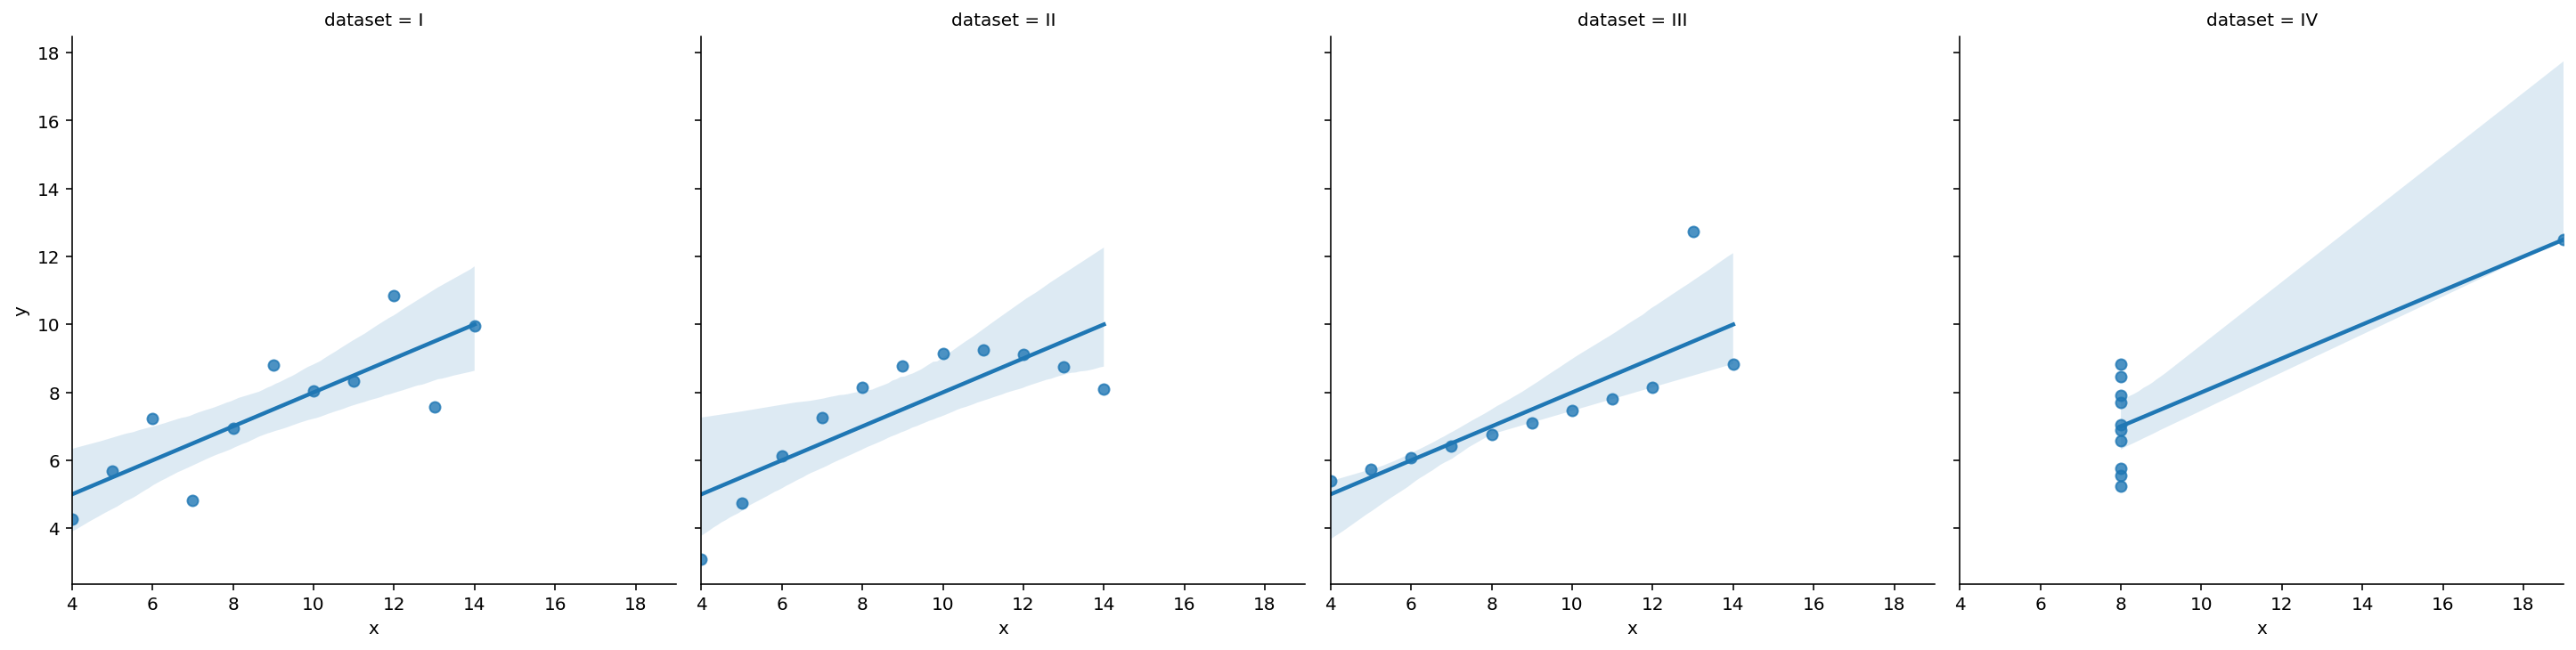 dataset = I
dataset = II
dataset = III
dataset = IV
18
16
14
12
10
8
6
4
y
4 6 8 10 12 14 16 18
4 6 8 10 12 14 16 18
4 6 8 10 12 14 16 18
4 6 8 10 12 14 16 18
x
x
x
x